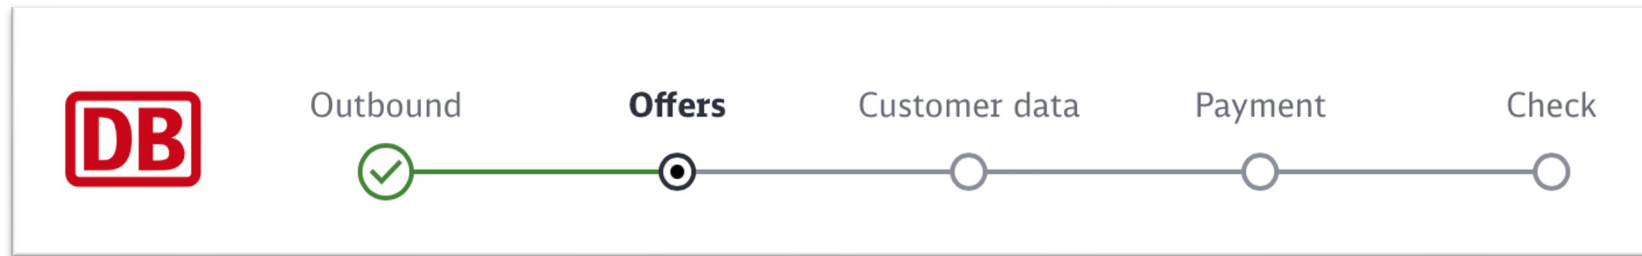 DB
Outbound
Offers
Customer data
Payment
Check